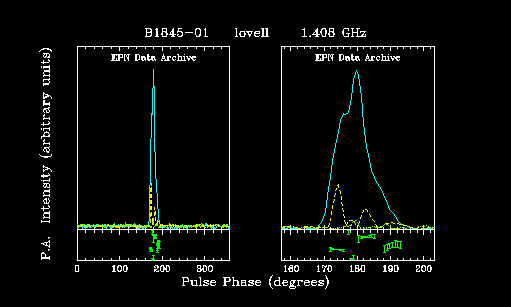 B1845-01 lovell 1.408 GHz
EPN Data Archive EPN Data Archive
P.A. Intensity (arbitrary units)
0 100 200 300 160 170 180 190 200
Pulse Phase (degrees)